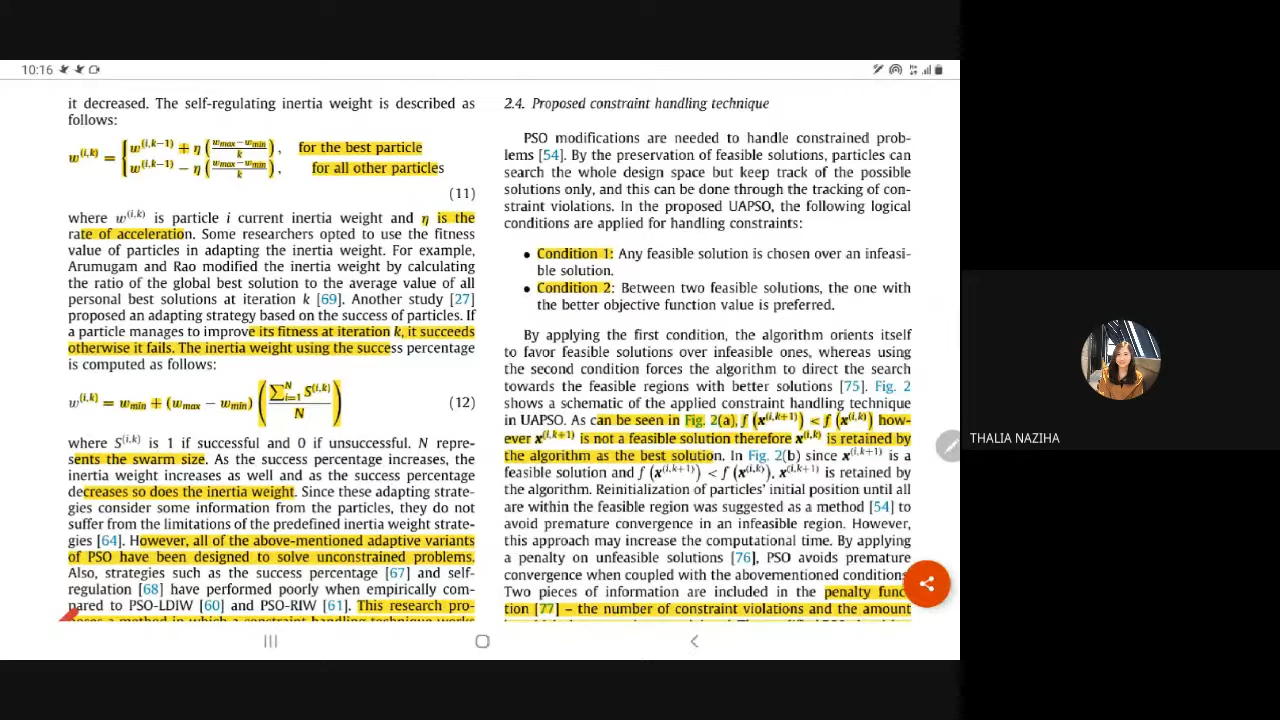 10:16
it decreased. The self-regulating inertia weight is described as
follows:
w^(i,k) = { w^(i,k−1) + η ( (w_max − w_min) / k ), for the best particle
w^(i,k−1) − η ( (w_max − w_min) / k ), for all other particles
(11)
where w^(i,k) is particle i current inertia weight and η is the
rate of acceleration. Some researchers opted to use the fitness
value of particles in adapting the inertia weight. For example,
Arumugam and Rao modified the inertia weight by calculating
the ratio of the global best solution to the average value of all
personal best solutions at iteration k [69]. Another study [27]
proposed an adapting strategy based on the success of particles. If
a particle manages to improve its fitness at iteration k, it succeeds
otherwise it fails. The inertia weight using the success percentage
is computed as follows:
w^(i,k) = w_min + (w_max − w_min) ( ∑_{i=1}^{N} S^(i,k) / N ) (12)
where S^(i,k) is 1 if successful and 0 if unsuccessful. N repre-
sents the swarm size. As the success percentage increases, the
inertia weight increases as well and as the success percentage
decreases so does the inertia weight. Since these adapting strate-
gies consider some information from the particles, they do not
suffer from the limitations of the predefined inertia weight strate-
gies [64]. However, all of the above-mentioned adaptive variants
of PSO have been designed to solve unconstrained problems.
Also, strategies such as the success percentage [67] and self-
regulation [68] have performed poorly when empirically com-
pared to PSO-LDIW [60] and PSO-RIW [61]. This research pro-
poses a method in which a constraint handling technique works
2.4. Proposed constraint handling technique
PSO modifications are needed to handle constrained prob-
lems [54]. By the preservation of feasible solutions, particles can
search the whole design space but keep track of the possible
solutions only, and this can be done through the tracking of con-
straint violations. In the proposed UAPSO, the following logical
conditions are applied for handling constraints:
• Condition 1: Any feasible solution is chosen over an infeasi-
ble solution.
• Condition 2: Between two feasible solutions, the one with
the better objective function value is preferred.
By applying the first condition, the algorithm orients itself
to favor feasible solutions over infeasible ones, whereas using
the second condition forces the algorithm to direct the search
towards the feasible regions with better solutions [75]. Fig. 2
shows a schematic of the applied constraint handling technique
in UAPSO. As can be seen in Fig. 2(a), f (x^(i,k+1)) < f (x^(i,k)) how-
ever x^(i,k+1) is not a feasible solution therefore x^(i,k) is retained by
the algorithm as the best solution. In Fig. 2(b) since x^(i,k+1) is a
feasible solution and f (x^(i,k+1)) < f (x^(i,k)), x^(i,k+1) is retained by
the algorithm. Reinitialization of particles' initial position until all
are within the feasible region was suggested as a method [54] to
avoid premature convergence in an infeasible region. However,
this approach may increase the computational time. By applying
a penalty on unfeasible solutions [76], PSO avoids premature
convergence when coupled with the abovementioned conditions.
Two pieces of information are included in the penalty func-
tion [77] – the number of constraint violations and the amount
THALIA NAZIHA